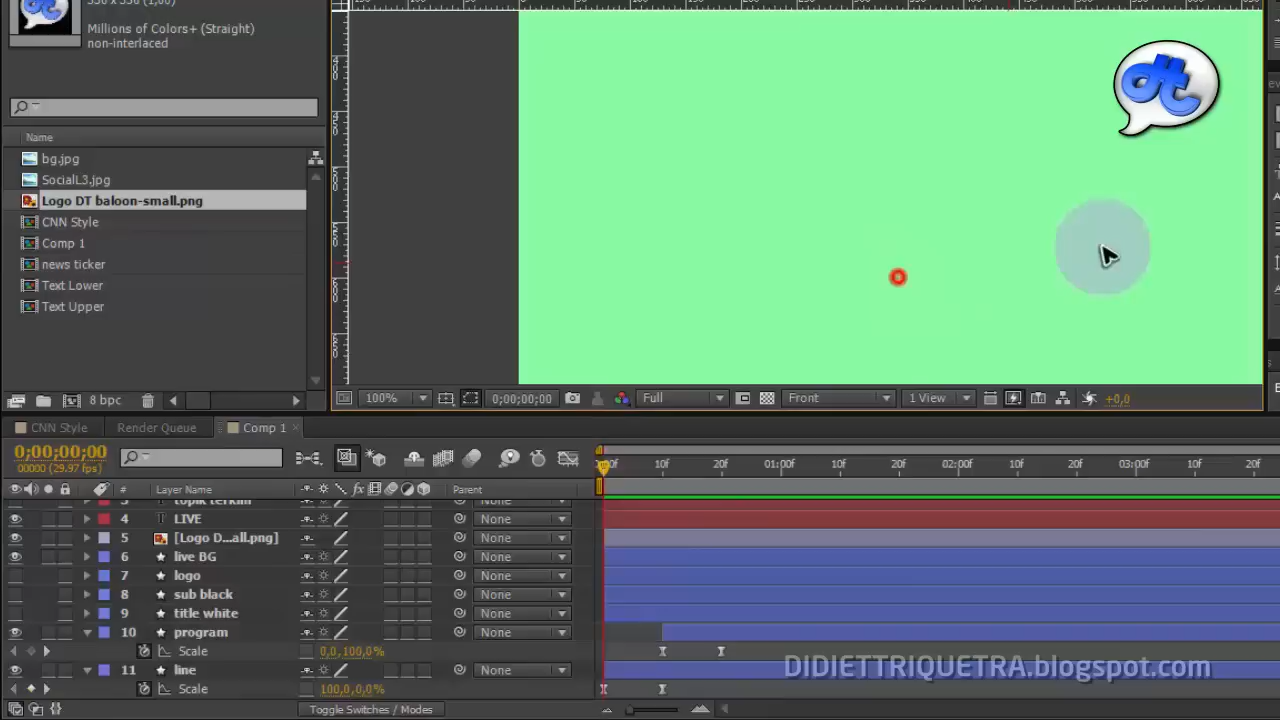 Millions of Colors+ (Straight)
non-interlaced
Name
bg.jpg
SocialL3.jpg
Logo DT baloon-small.png
CNN Style
Comp 1
news ticker
Text Lower
Text Upper
8 bpc
dt
100%
0;00;00;00
Full
Front
1 View
+0,0
CNN Style
Render Queue
Comp 1
0;00;00;00
00000 (29.97 fps)
10f 20f 01:00f 10f 20f 02:00f 10f 20f 03:00f 10f 20f
# Layer Name Parent
4 LIVE None
5 [Logo D...all.png] None
6 live BG None
7 logo None
8 sub black None
9 title white None
10 program None
Scale 0,0,100,0%
11 line None
Scale 100,0,0,0%
Toggle Switches / Modes
DIDIETTRIQUETRA.blogspot.com